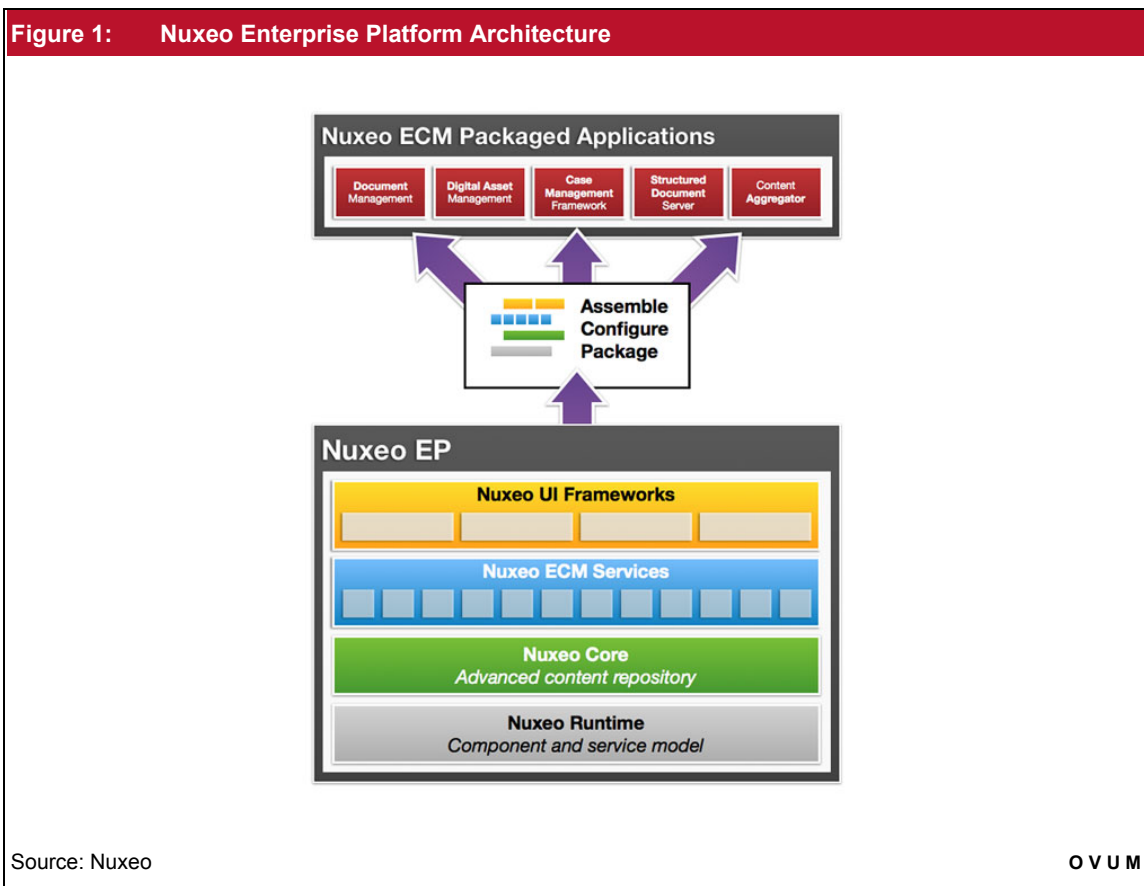 Figure 1: Nuxeo Enterprise Platform Architecture
Nuxeo ECM Packaged Applications
Document
Management
Digital Asset
Management
Case
Management
Framework
Structured
Document
Server
Content
Aggregator
Assemble
Configure
Package
Nuxeo EP
Nuxeo UI Frameworks
Nuxeo ECM Services
Nuxeo Core
Advanced content repository
Nuxeo Runtime
Component and service model
Source: Nuxeo
OVUM